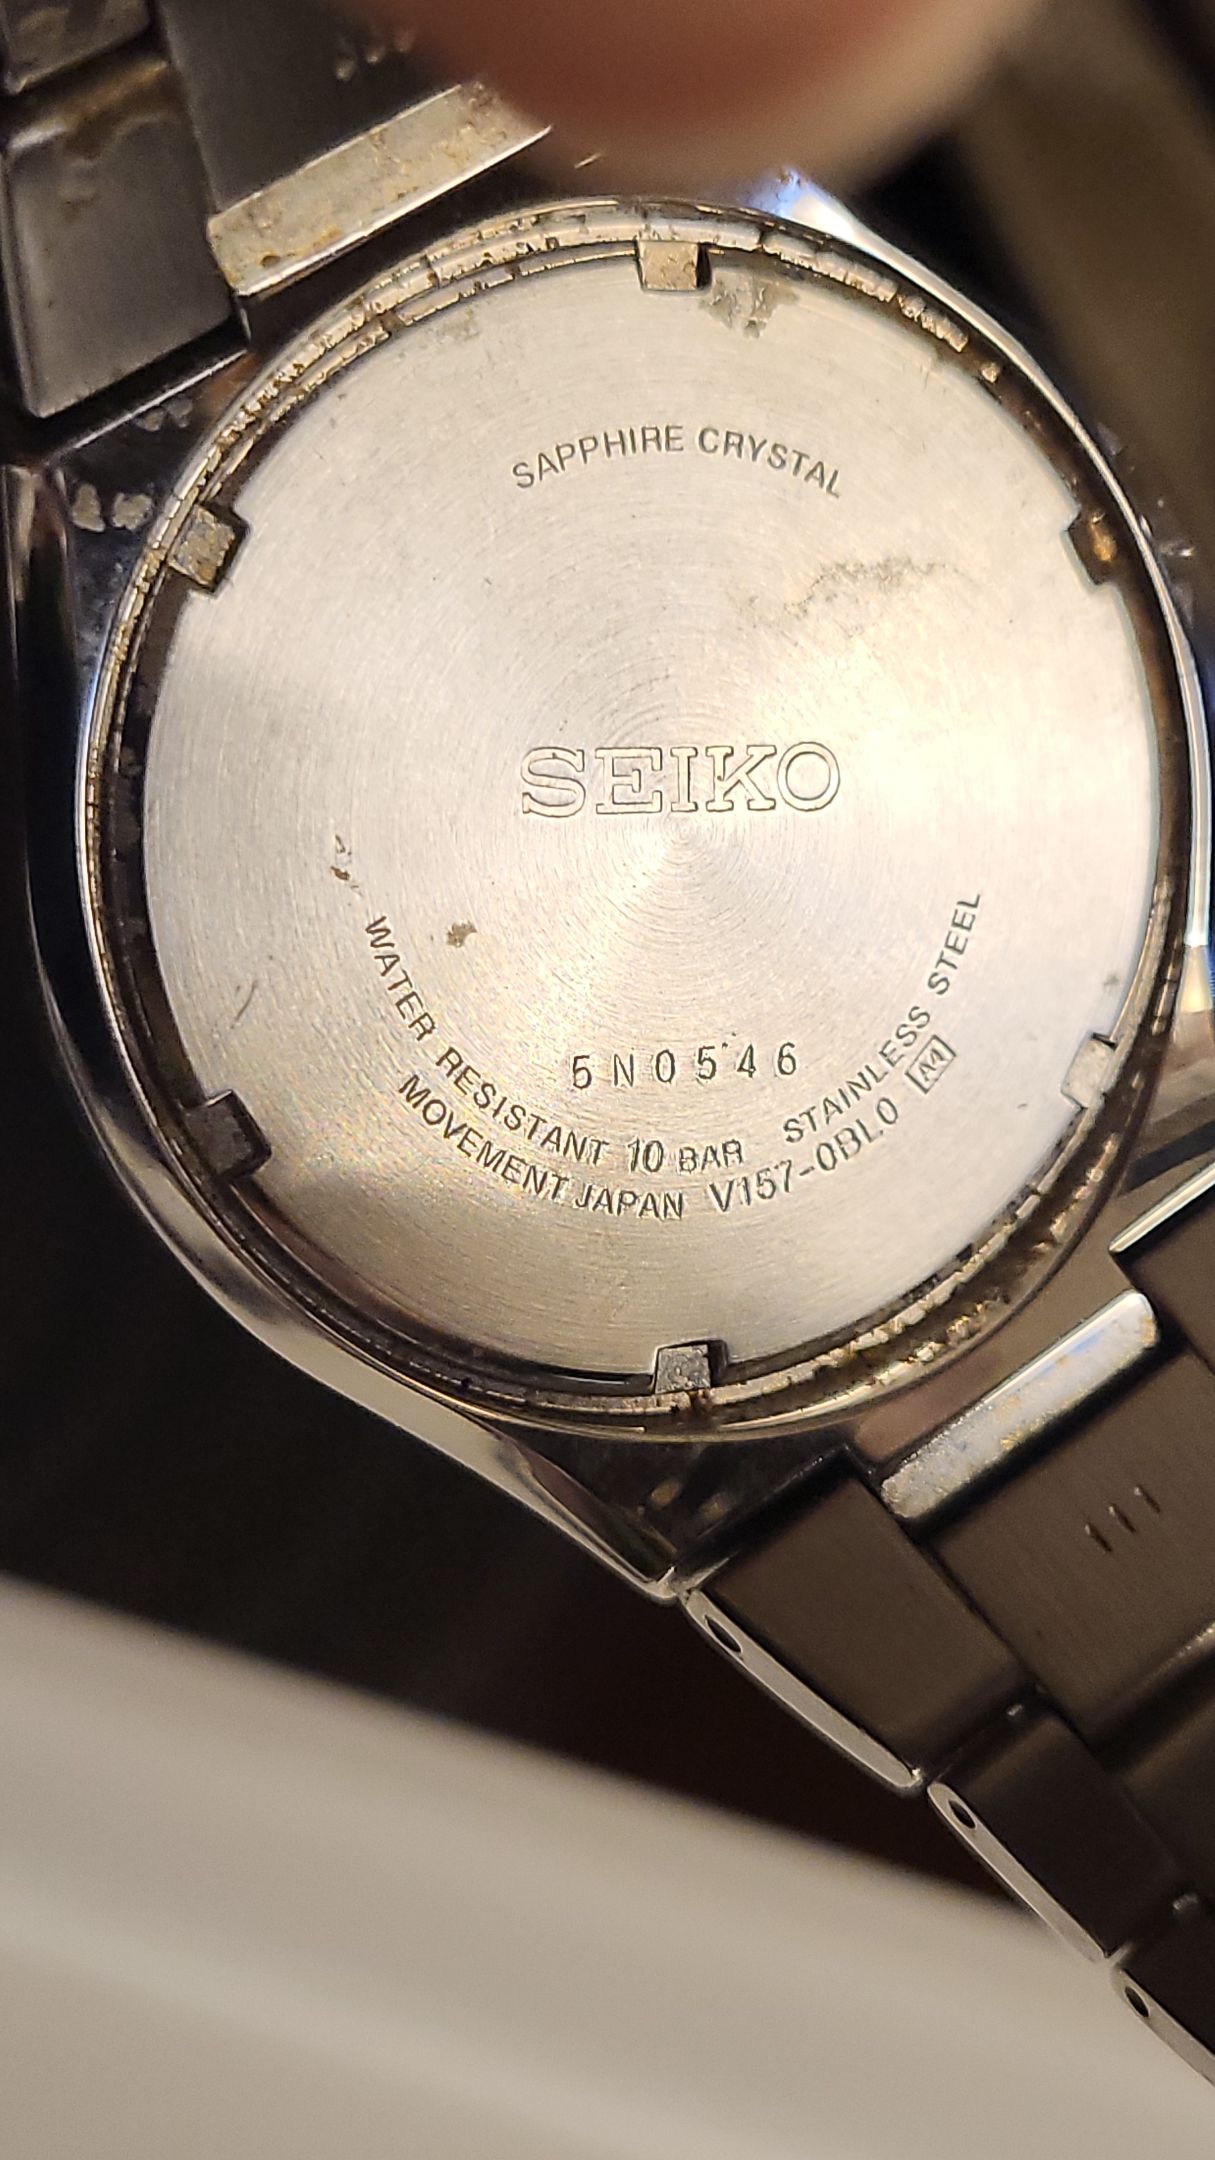 SAPPHIRE CRYSTAL
SEIKO
5N0546
WATER RESISTANT 10 BAR STAINLESS STEEL
MOVEMENT JAPAN V157-0BL0 A4